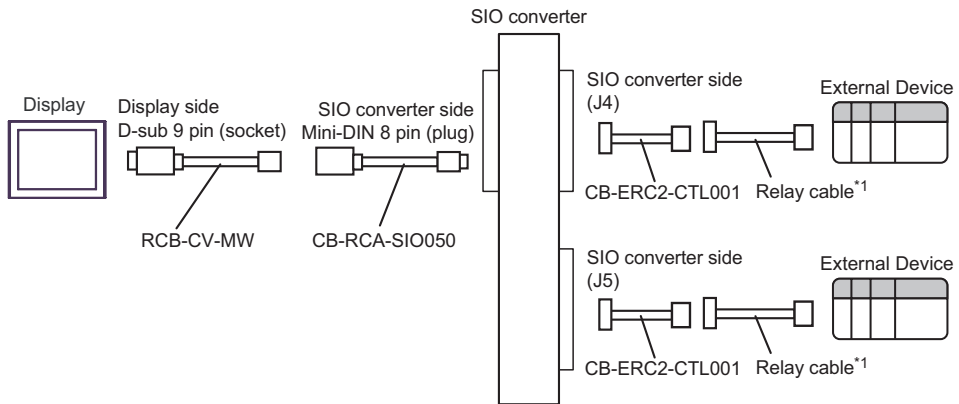 SIO converter
Display
Display side
D-sub 9 pin (socket)
SIO converter side
Mini-DIN 8 pin (plug)
RCB-CV-MW
CB-RCA-SIO050
SIO converter side
(J4)
External Device
CB-ERC2-CTL001
Relay cable*1
SIO converter side
(J5)
External Device
CB-ERC2-CTL001
Relay cable*1